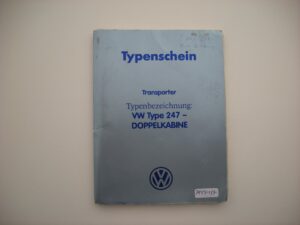 Typenschein
Transporter
Typenbezeichnung:
VW Type 247 –
DOPPELKABINE